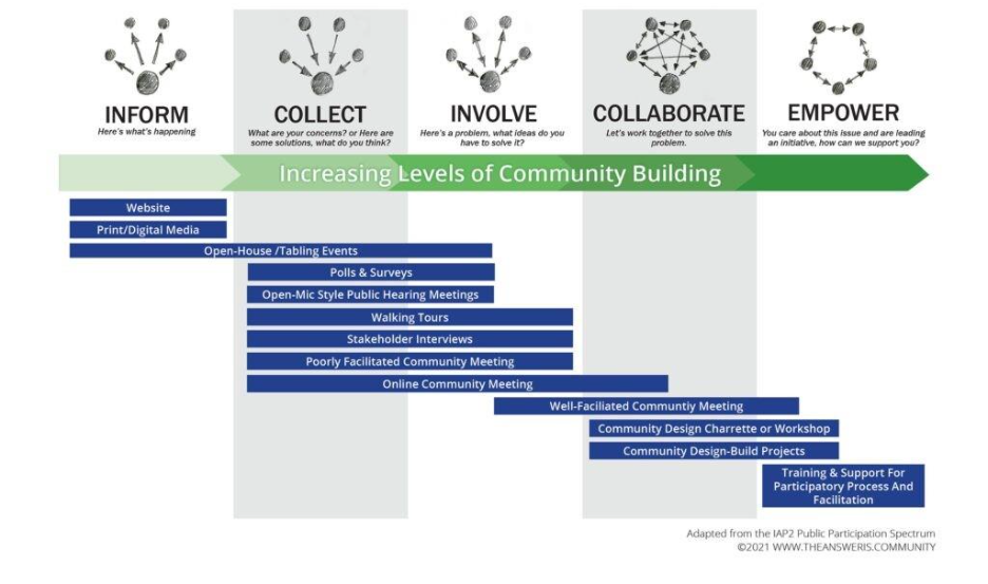 INFORM
Here's what's happening
COLLECT
What are your concerns? or Here are
some solutions, what do you think?
INVOLVE
Here's a problem, what ideas do you
have to solve it?
COLLABORATE
Let's work together to solve this
problem.
EMPOWER
You care about this issue and are leading
an initiative, how can we support you?
Increasing Levels of Community Building
Website
Print/Digital Media
Open-House /Tabling Events
Polls & Surveys
Open-Mic Style Public Hearing Meetings
Walking Tours
Stakeholder Interviews
Poorly Facilitated Community Meeting
Online Community Meeting
Well-Faciliated Communtiy Meeting
Community Design Charrette or Workshop
Community Design-Build Projects
Training & Support For
Participatory Process And
Facilitation
Adapted from the IAP2 Public Participation Spectrum
©2021 WWW.THEANSWERIS.COMMUNITY